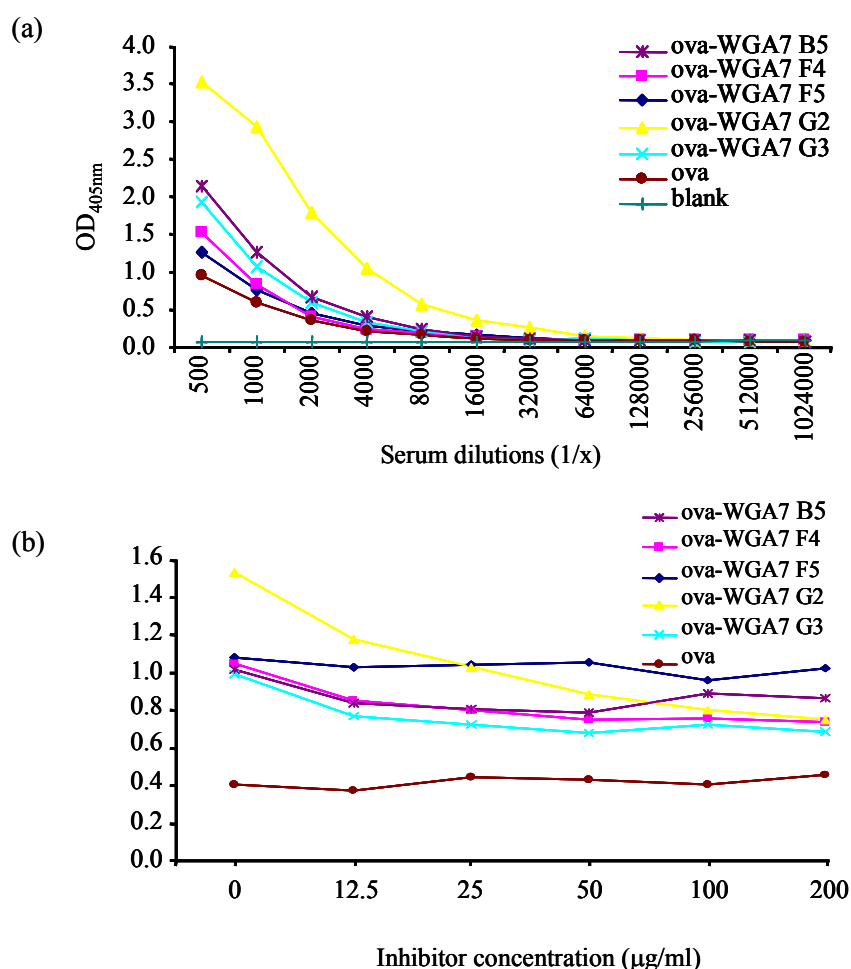 (a)
4.0
3.5
3.0
2.5
2.0
1.5
1.0
0.5
0.0
OD405nm
ova-WGA7 B5
ova-WGA7 F4
ova-WGA7 F5
ova-WGA7 G2
ova-WGA7 G3
ova
blank
500
1000
2000
4000
8000
16000
32000
64000
128000
256000
512000
1024000
Serum dilutions (1/x)
(b)
1.6
1.4
1.2
1.0
0.8
0.6
0.4
0.2
0.0
ova-WGA7 B5
ova-WGA7 F4
ova-WGA7 F5
ova-WGA7 G2
ova-WGA7 G3
ova
0
12.5
25
50
100
200
Inhibitor concentration (µg/ml)